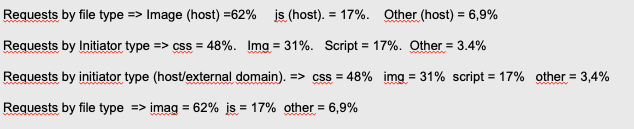 Requests by file type => Image (host) =62% js (host). = 17%. Other (host) = 6,9%
Requests by Initiator type => css = 48%. Img = 31%. Script = 17%. Other = 3.4%
Requests by initiator type (host/external domain). => css = 48% img = 31% script = 17% other = 3,4%
Requests by file type => imag = 62% js = 17% other = 6,9%